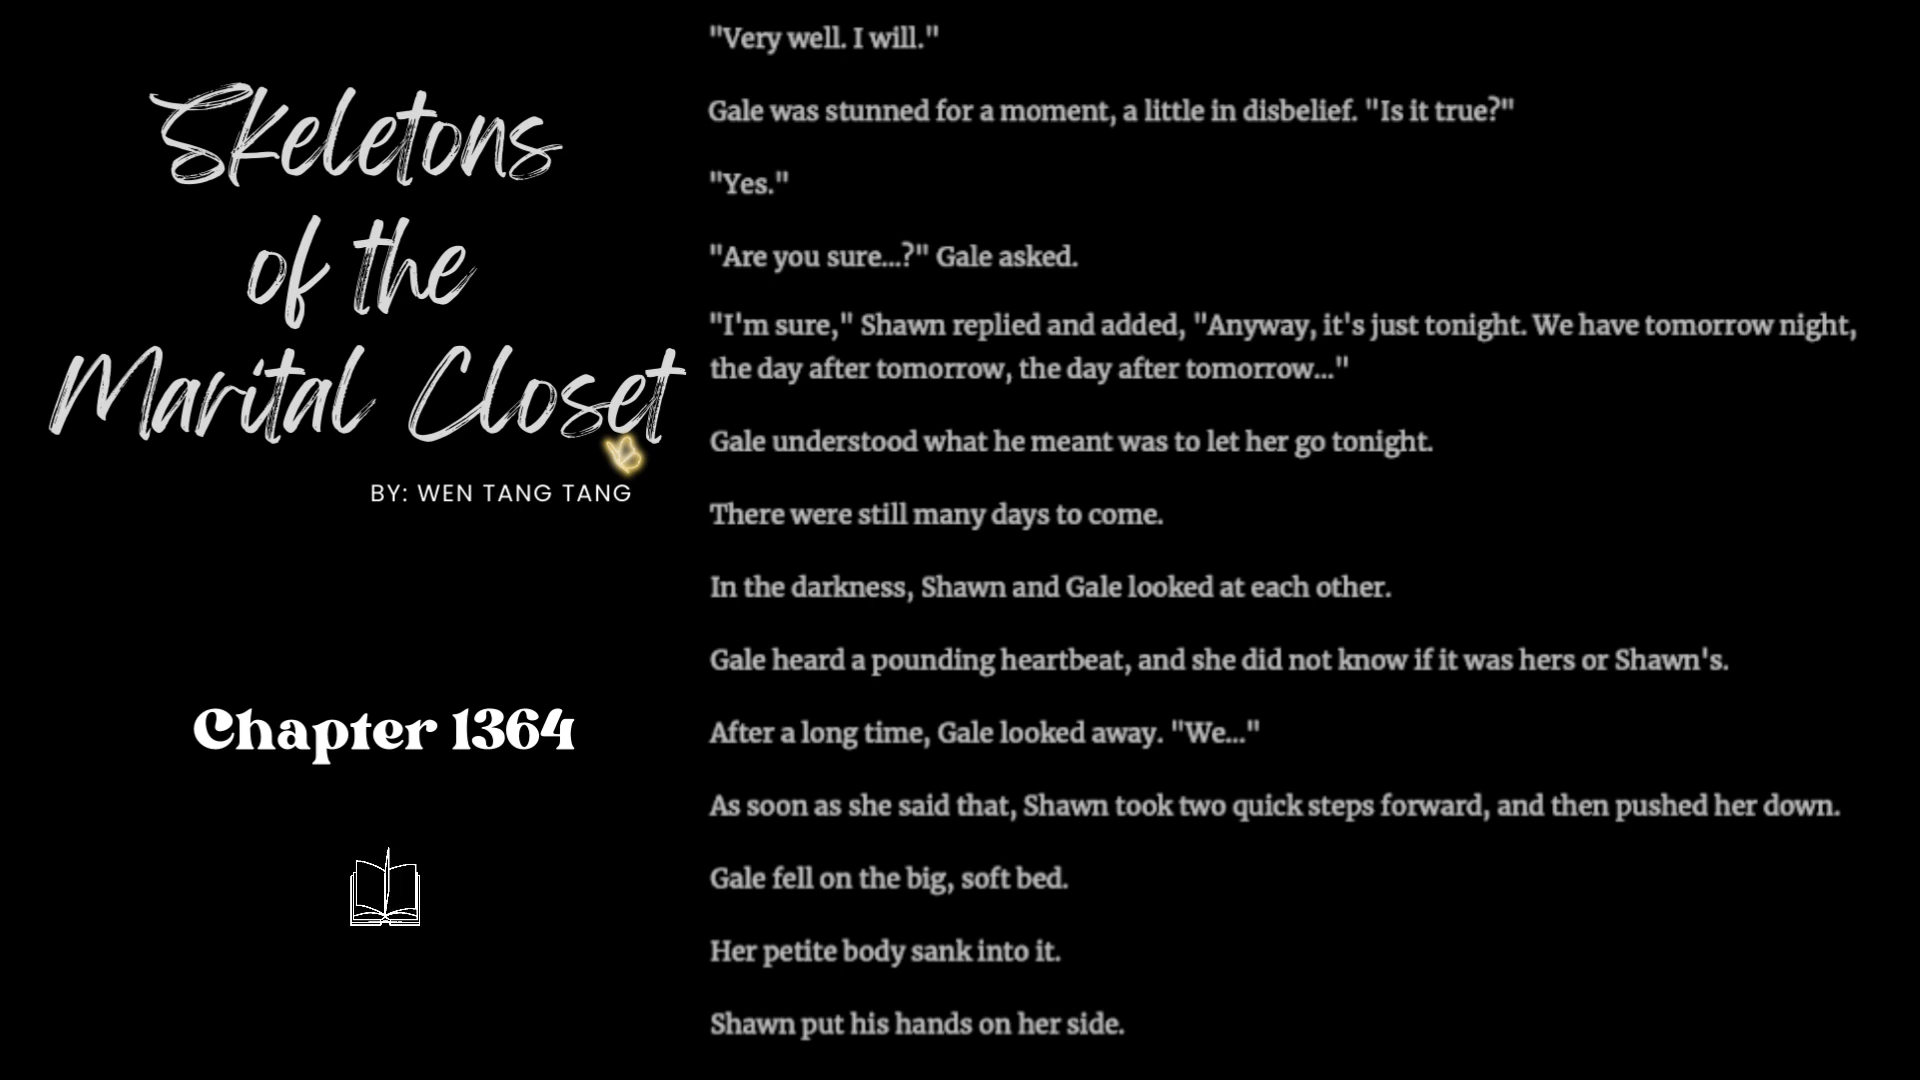 Skeletons
of the
Marital Closet
BY: WEN TANG TANG
Chapter 1364
"Very well. I will."
Gale was stunned for a moment, a little in disbelief. "Is it true?"
"Yes."
"Are you sure...?" Gale asked.
"I'm sure," Shawn replied and added, "Anyway, it's just tonight. We have tomorrow night,
the day after tomorrow, the day after tomorrow..."
Gale understood what he meant was to let her go tonight.
There were still many days to come.
In the darkness, Shawn and Gale looked at each other.
Gale heard a pounding heartbeat, and she did not know if it was hers or Shawn's.
After a long time, Gale looked away. "We..."
As soon as she said that, Shawn took two quick steps forward, and then pushed her down.
Gale fell on the big, soft bed.
Her petite body sank into it.
Shawn put his hands on her side.